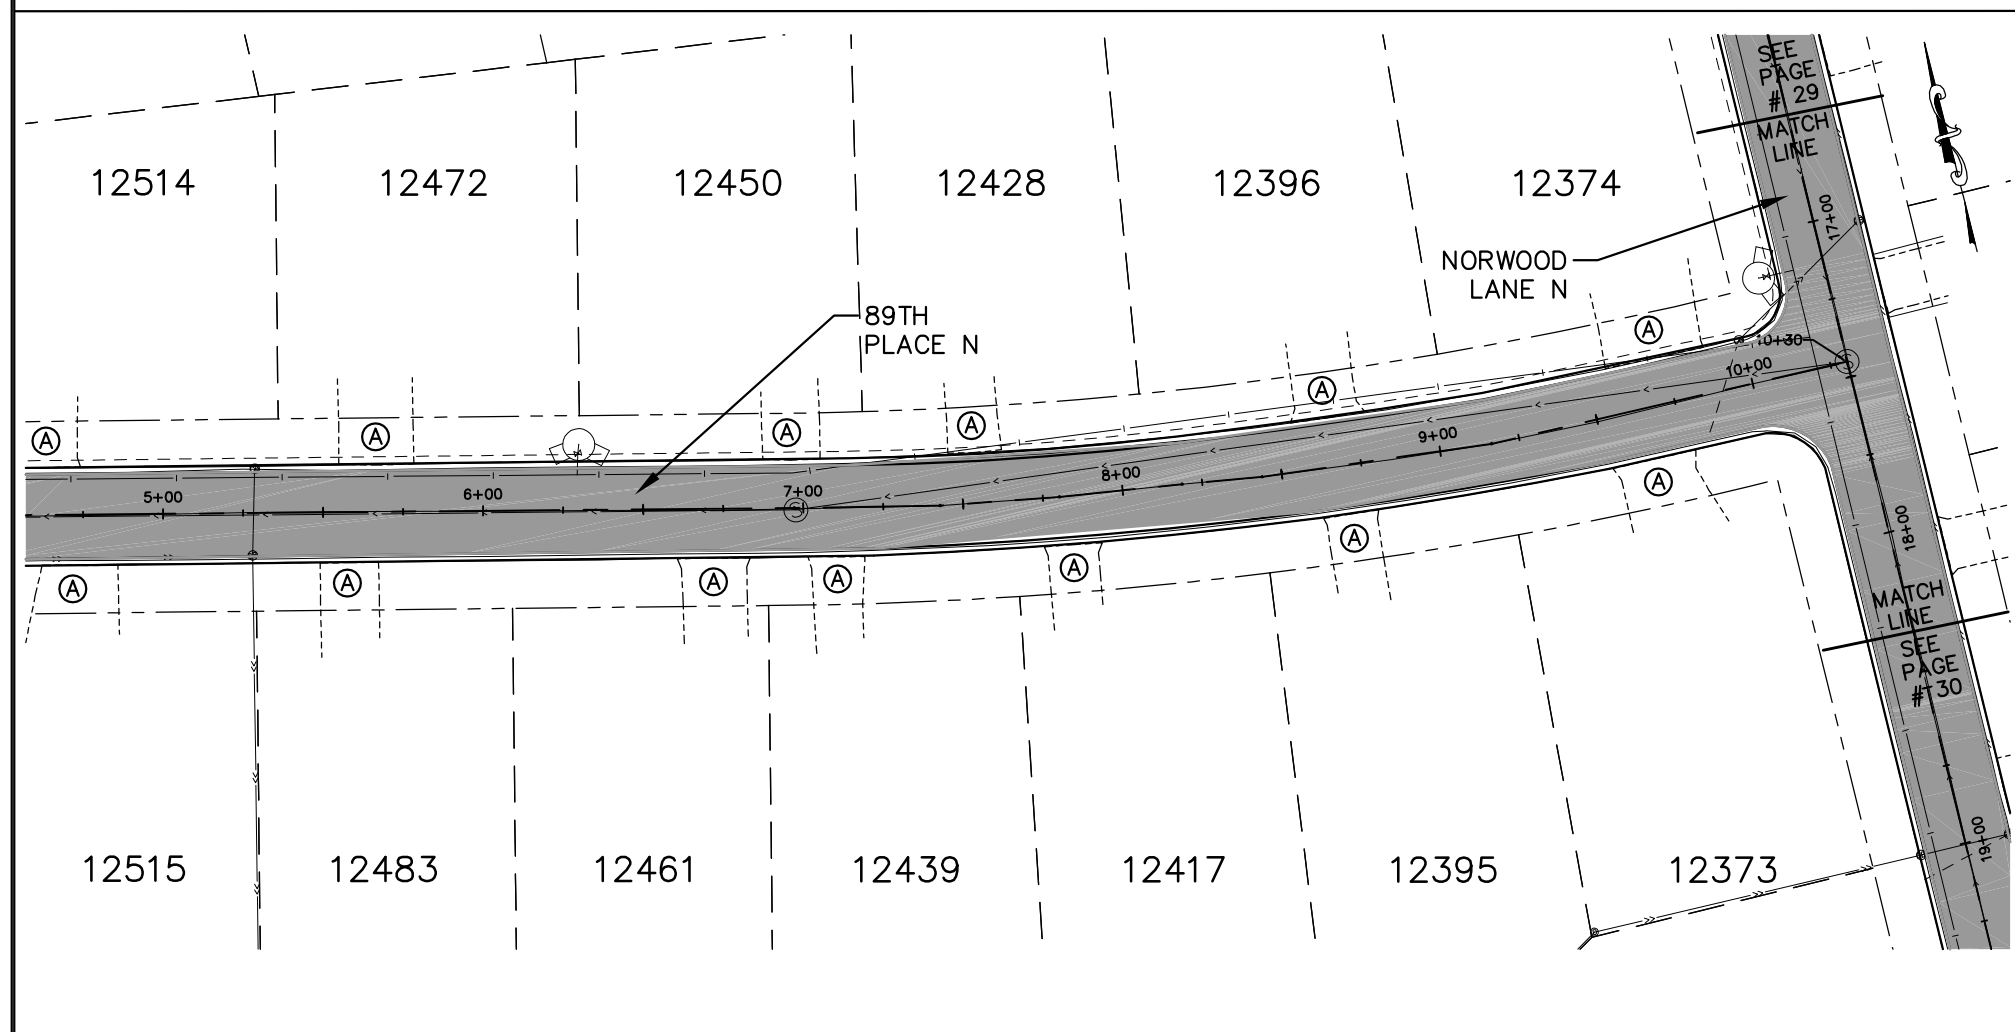 SEE
PAGE
# 29
MATCH
LINE
12514
12472
12450
12428
12396
12374
17+00
NORWOOD
LANE N
89TH
PLACE N
A
A
A
A
A
A
10+30
S
10+00
9+00
8+00
7+00
6+00
5+00
S
A
A
A
A
A
A
A
18+00
MATCH
LINE
SEE
PAGE
# 30
19+00
12515
12483
12461
12439
12417
12395
12373